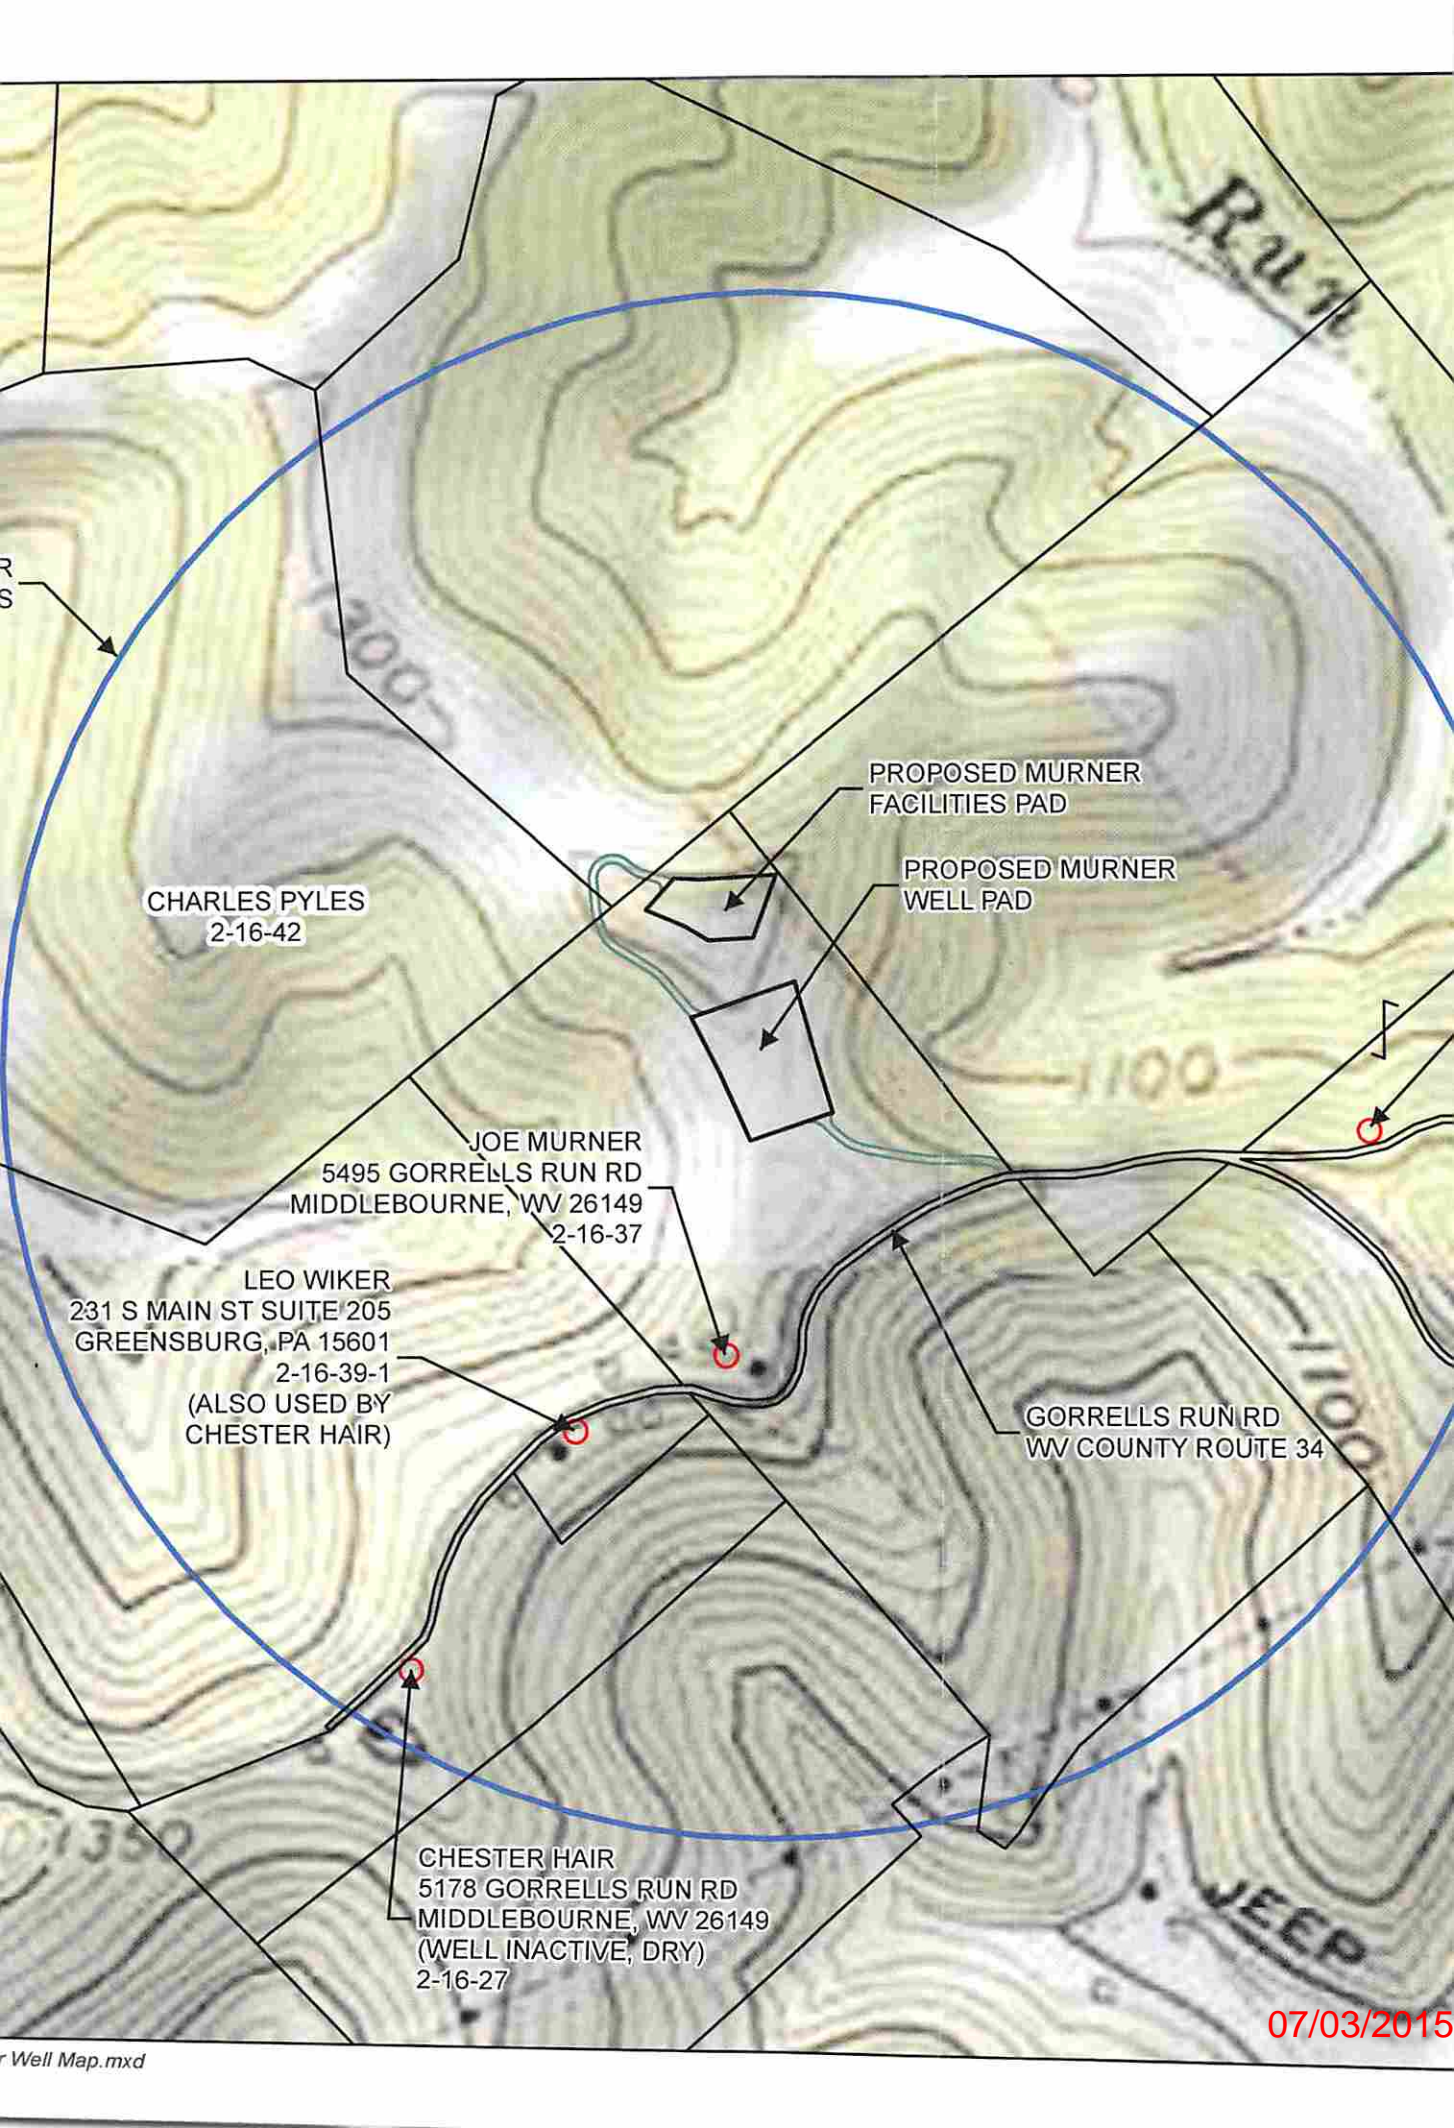 Run
R
S
1300
PROPOSED MURNER
FACILITIES PAD
PROPOSED MURNER
WELL PAD
CHARLES PYLES
2-16-42
1100
JOE MURNER
5495 GORRELLS RUN RD
MIDDLEBOURNE, WV 26149
2-16-37
LEO WIKER
231 S MAIN ST SUITE 205
GREENSBURG, PA 15601
2-16-39-1
(ALSO USED BY
CHESTER HAIR)
1100
GORRELLS RUN RD
WV COUNTY ROUTE 34
1350
CHESTER HAIR
5178 GORRELLS RUN RD
MIDDLEBOURNE, WV 26149
(WELL INACTIVE, DRY)
2-16-27
JEEP
07/03/2015
r Well Map.mxd